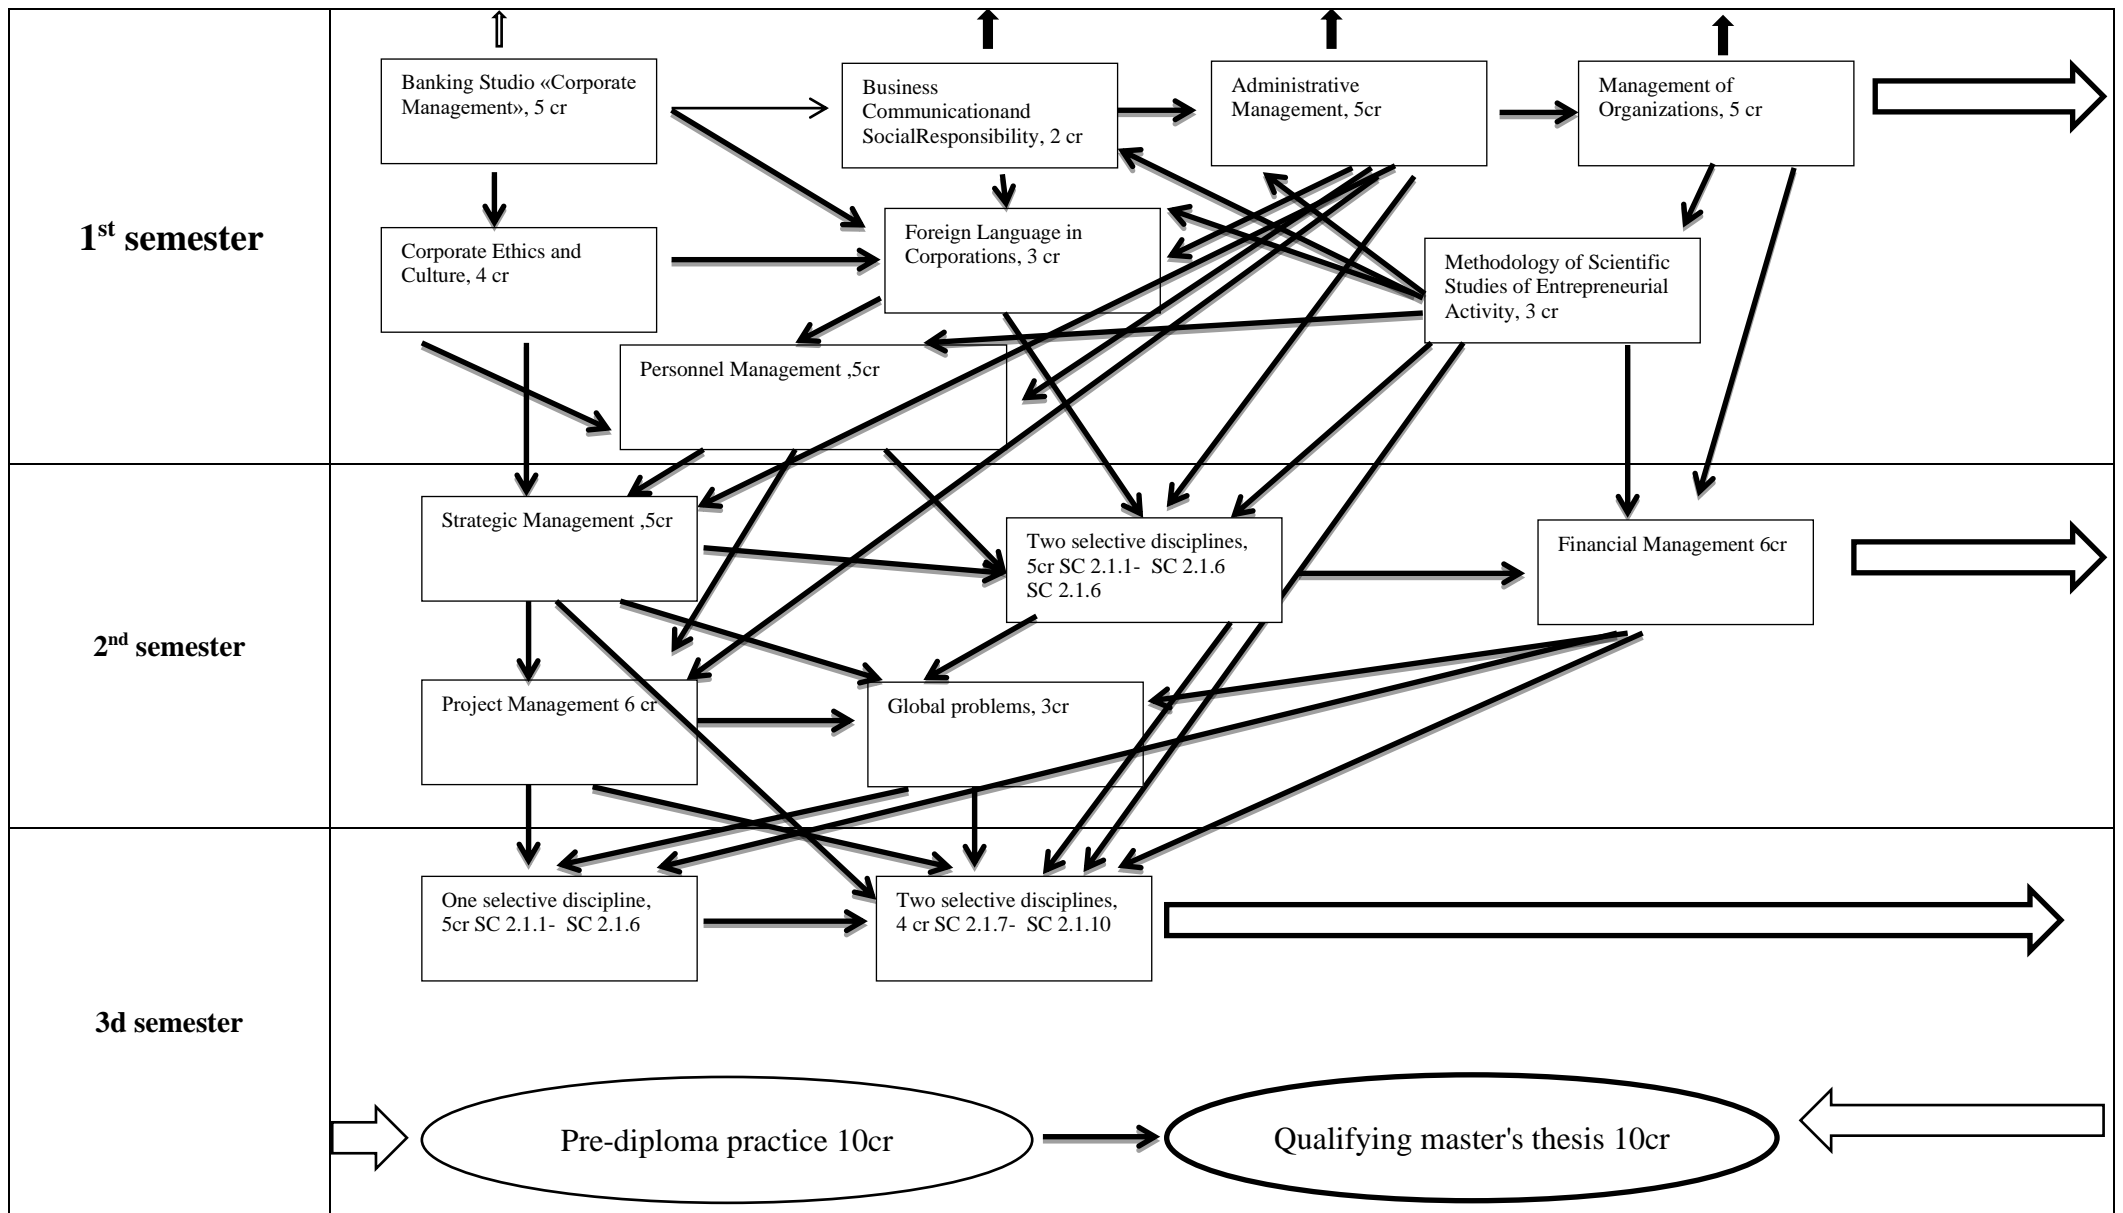 1st semester
Banking Studio «Corporate
Management», 5 cr
Business
Communicationand
SocialResponsibility, 2 cr
Administrative
Management, 5cr
Management of
Organizations, 5 cr
Corporate Ethics and
Culture, 4 cr
Foreign Language in
Corporations, 3 cr
Methodology of Scientific
Studies of Entrepreneurial
Activity, 3 cr
Personnel Management ,5cr
2nd semester
Strategic Management ,5cr
Two selective disciplines,
5cr SC 2.1.1-  SC 2.1.6
SC 2.1.6
Financial Management 6cr
Project Management 6 cr
Global problems, 3cr
3d semester
One selective discipline,
5cr SC 2.1.1-  SC 2.1.6
Two selective disciplines,
4 cr SC 2.1.7-  SC 2.1.10
Pre-diploma practice 10cr
Qualifying master's thesis 10cr